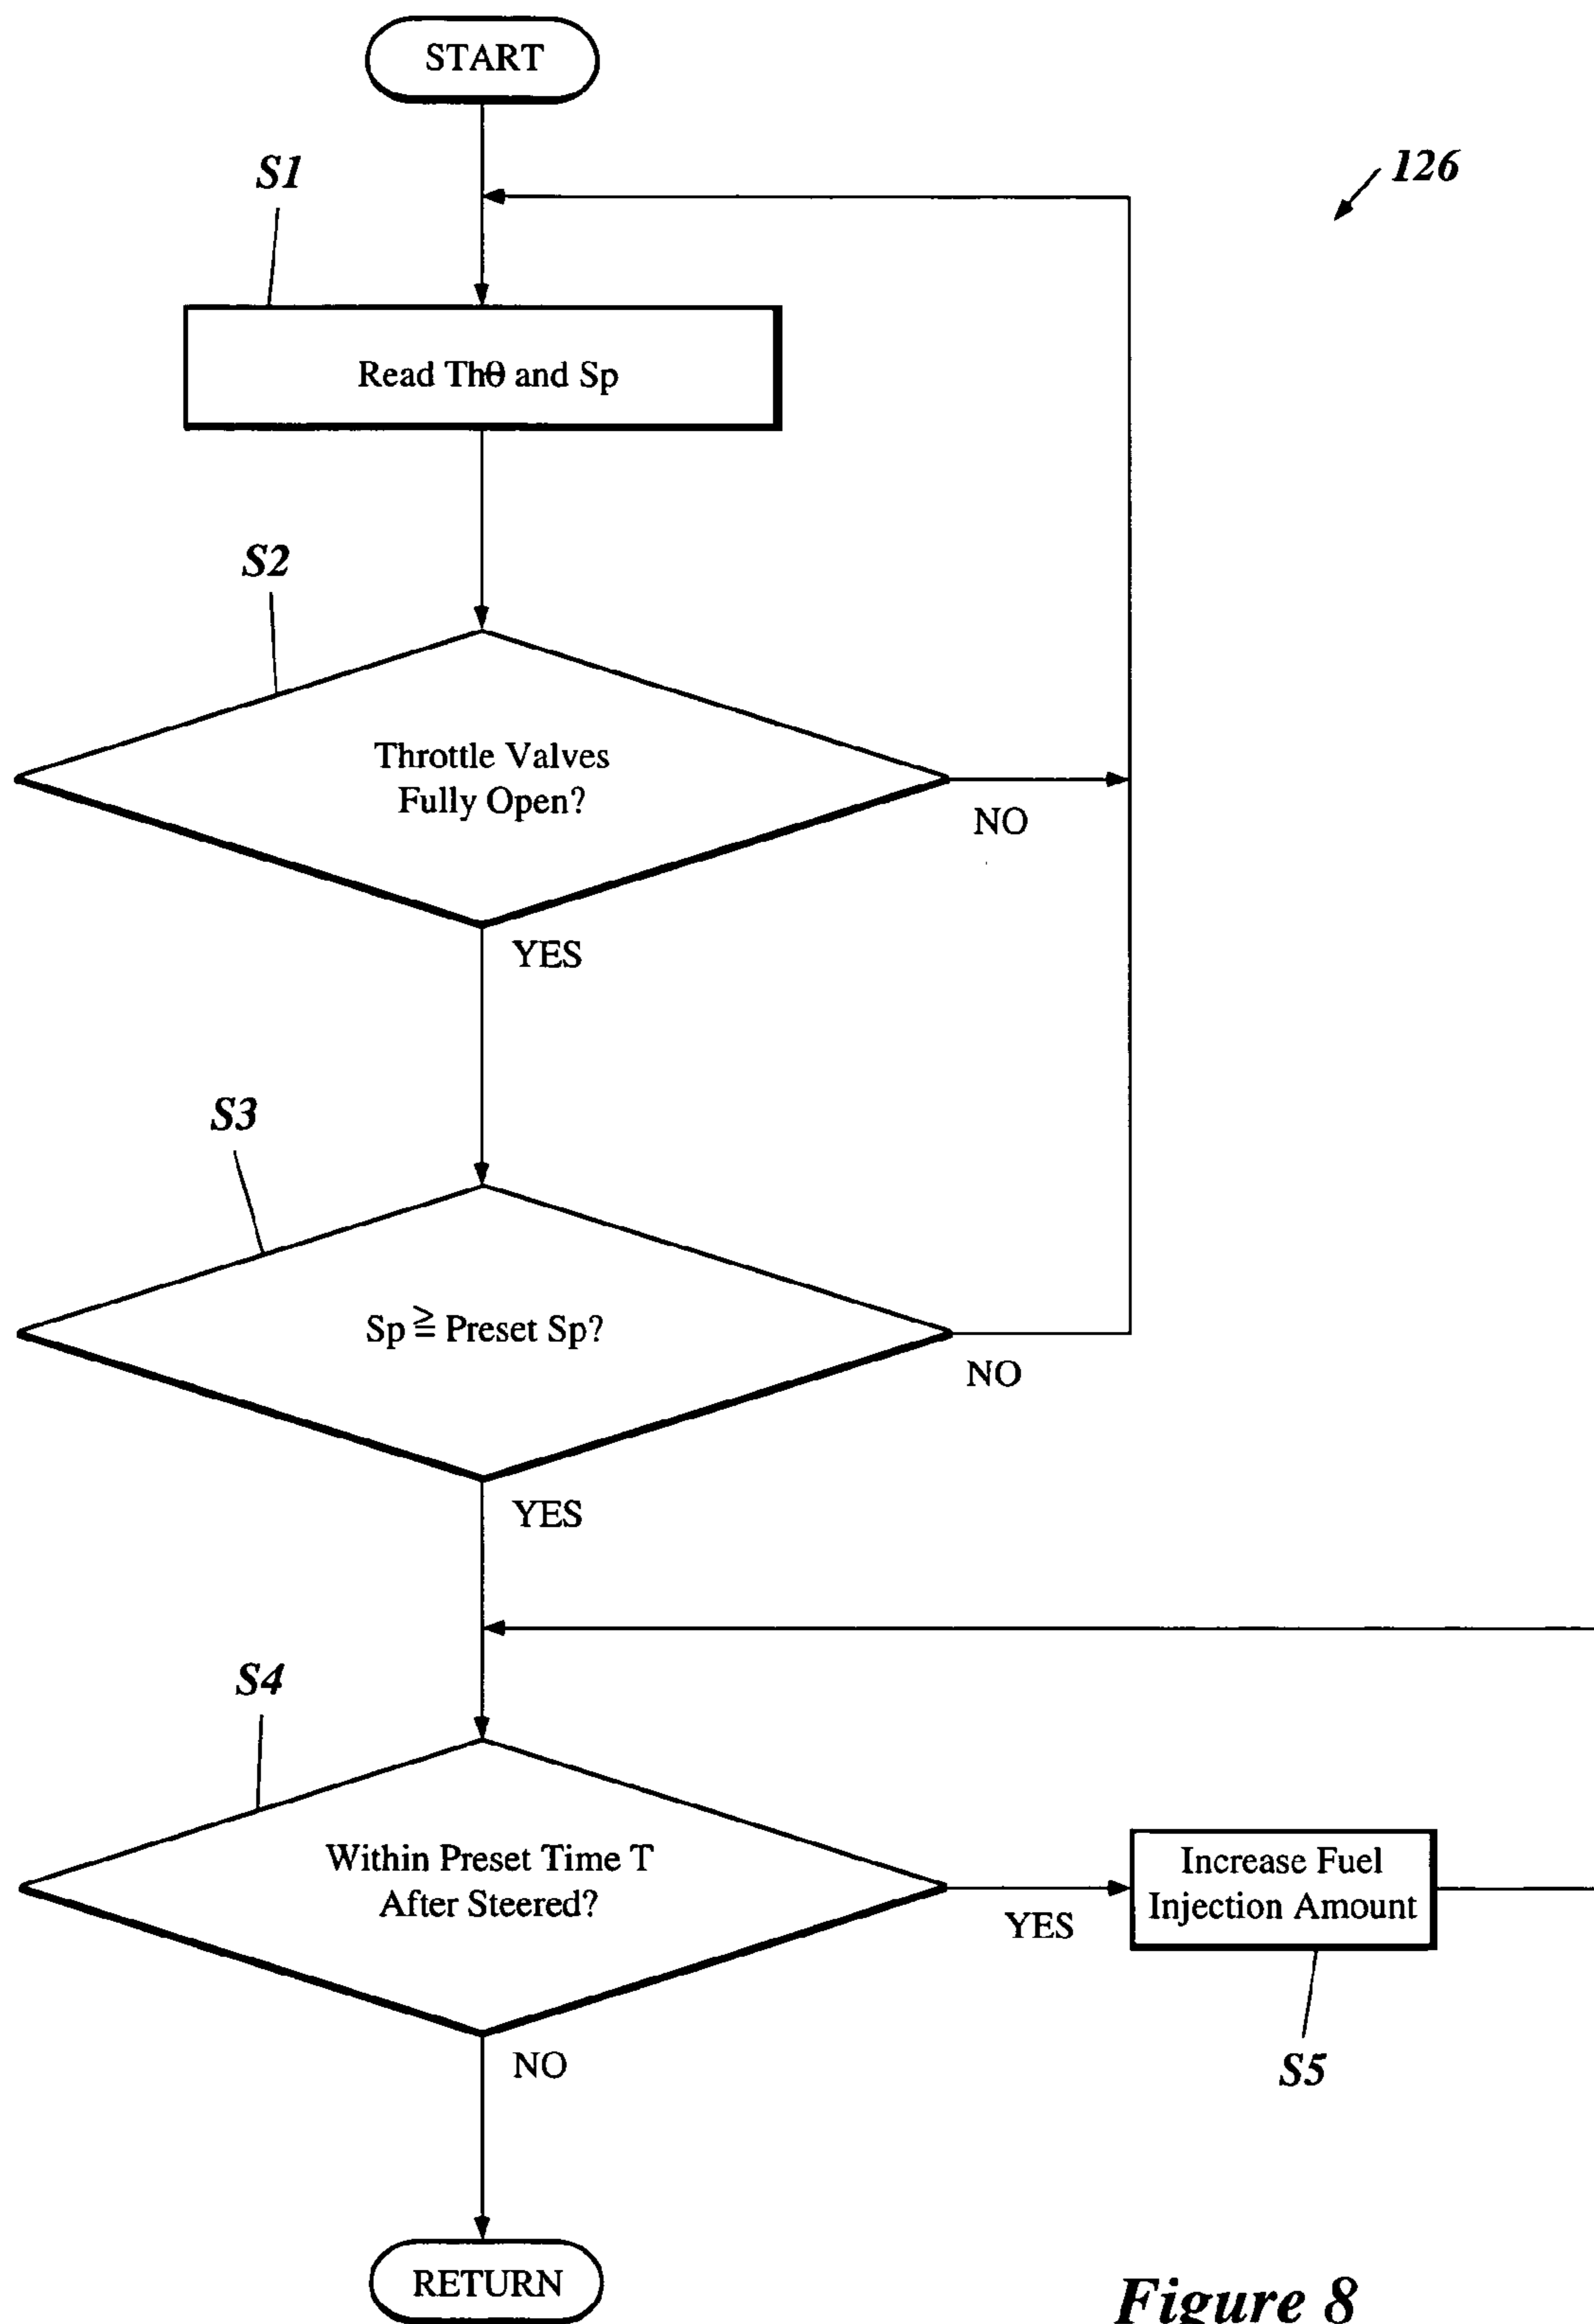 START
S1
126
Read Thθ and Sp
S2
Throttle Valves
Fully Open?
NO
YES
S3
Sp ≧ Preset Sp?
NO
YES
S4
Within Preset Time T
After Steered?
YES
Increase Fuel
Injection Amount
NO
S5
RETURN
Figure 8